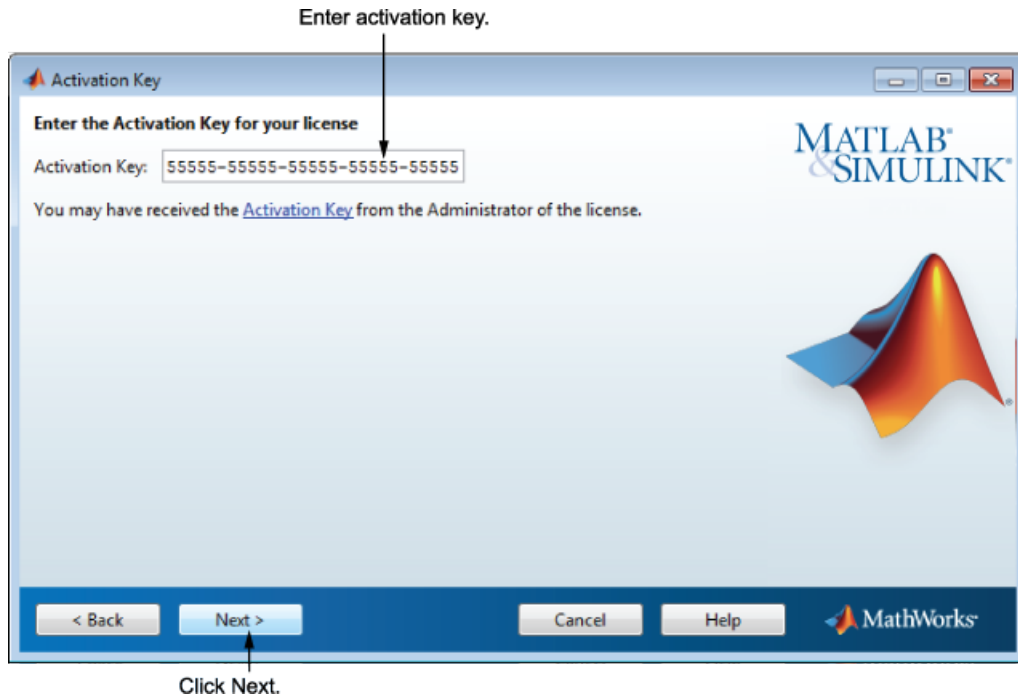 Enter activation key.
Activation Key
Enter the Activation Key for your license
Activation Key: 55555-55555-55555-55555-55555
You may have received the Activation Key from the Administrator of the license.
MATLAB®
&SIMULINK®
®
< Back
Next >
Cancel
Help
MathWorks®
Click Next.